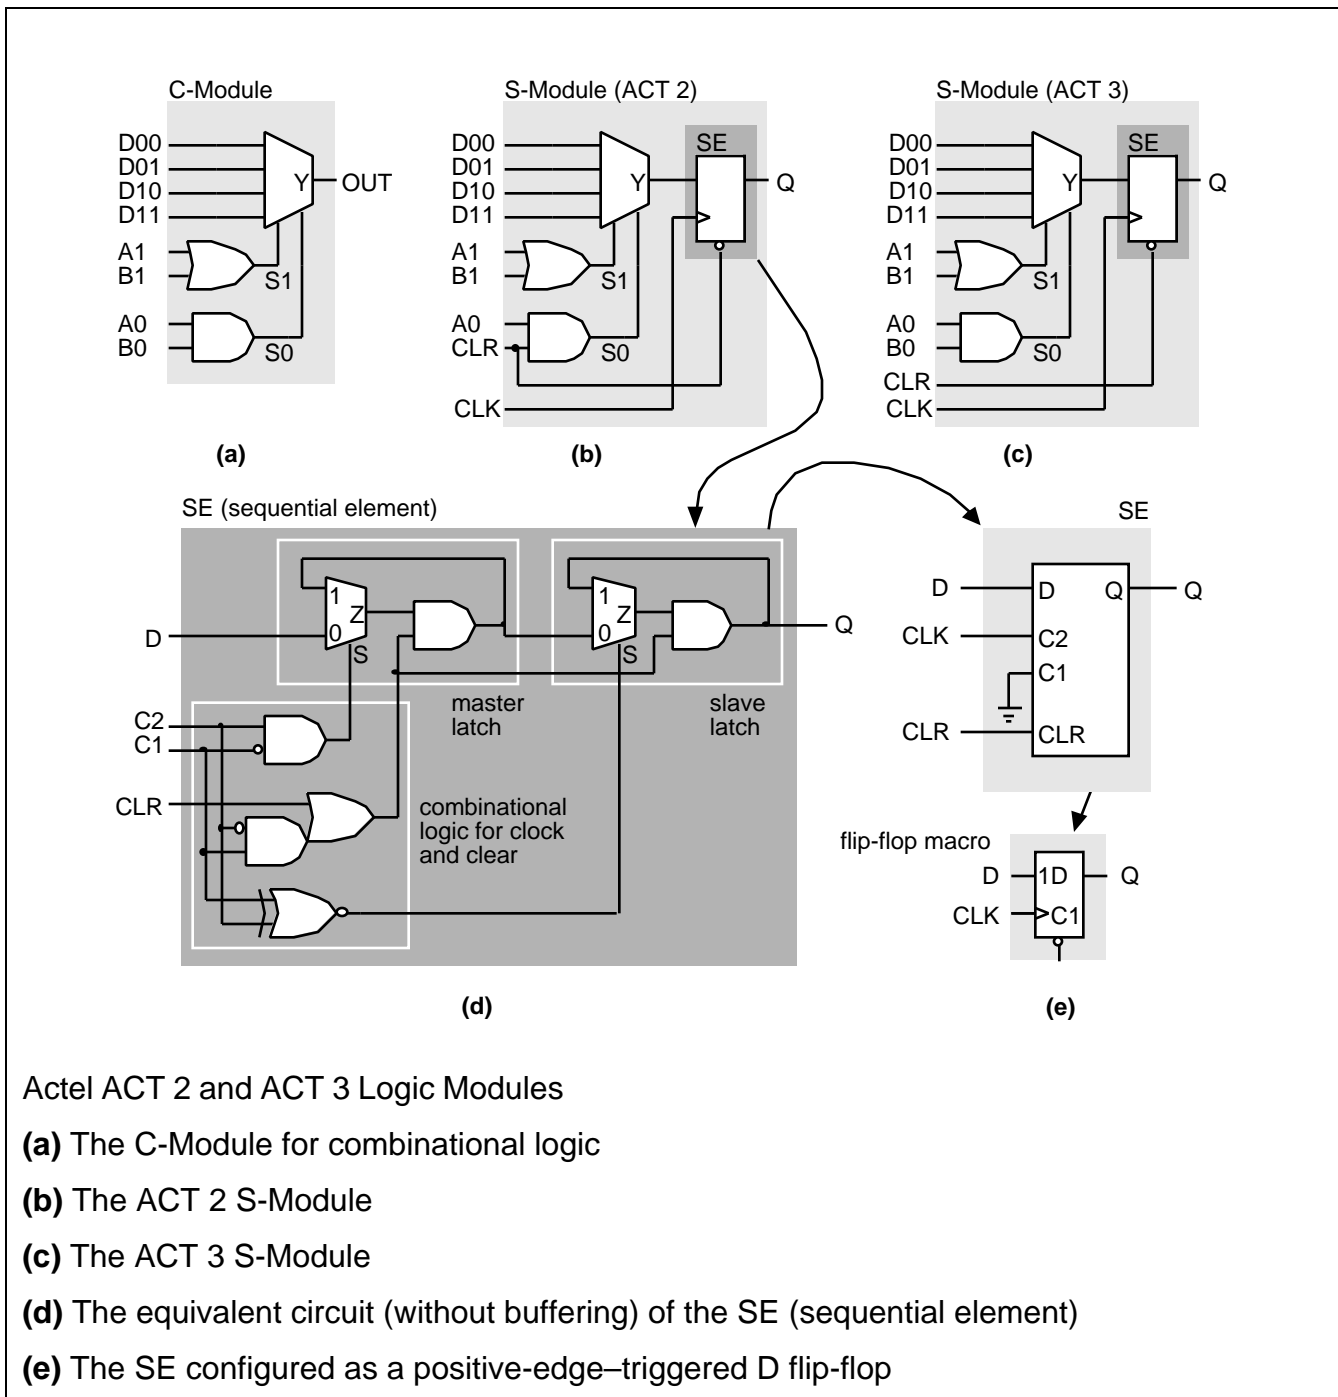 C-Module
D00
D01
D10
D11
A1
B1
A0
B0
Y
OUT
S1
S0
(a)
S-Module (ACT 2)
D00
D01
D10
D11
A1
B1
A0
CLR
CLK
Y
S1
S0
SE
Q
(b)
S-Module (ACT 3)
D00
D01
D10
D11
A1
B1
A0
B0
CLR
CLK
Y
S1
S0
SE
Q
(c)
SE (sequential element)
D
1
0
Z
S
master
latch
1
0
Z
S
slave
latch
Q
C2
C1
CLR
combinational
logic for clock
and clear
(d)
SE
D
CLK
CLR
D
C2
C1
CLR
Q
Q
flip-flop macro
D
CLK
1D
C1
Q
(e)
Actel ACT 2 and ACT 3 Logic Modules
(a) The C-Module for combinational logic
(b) The ACT 2 S-Module
(c) The ACT 3 S-Module
(d) The equivalent circuit (without buffering) of the SE (sequential element)
(e) The SE configured as a positive-edge–triggered D flip-flop